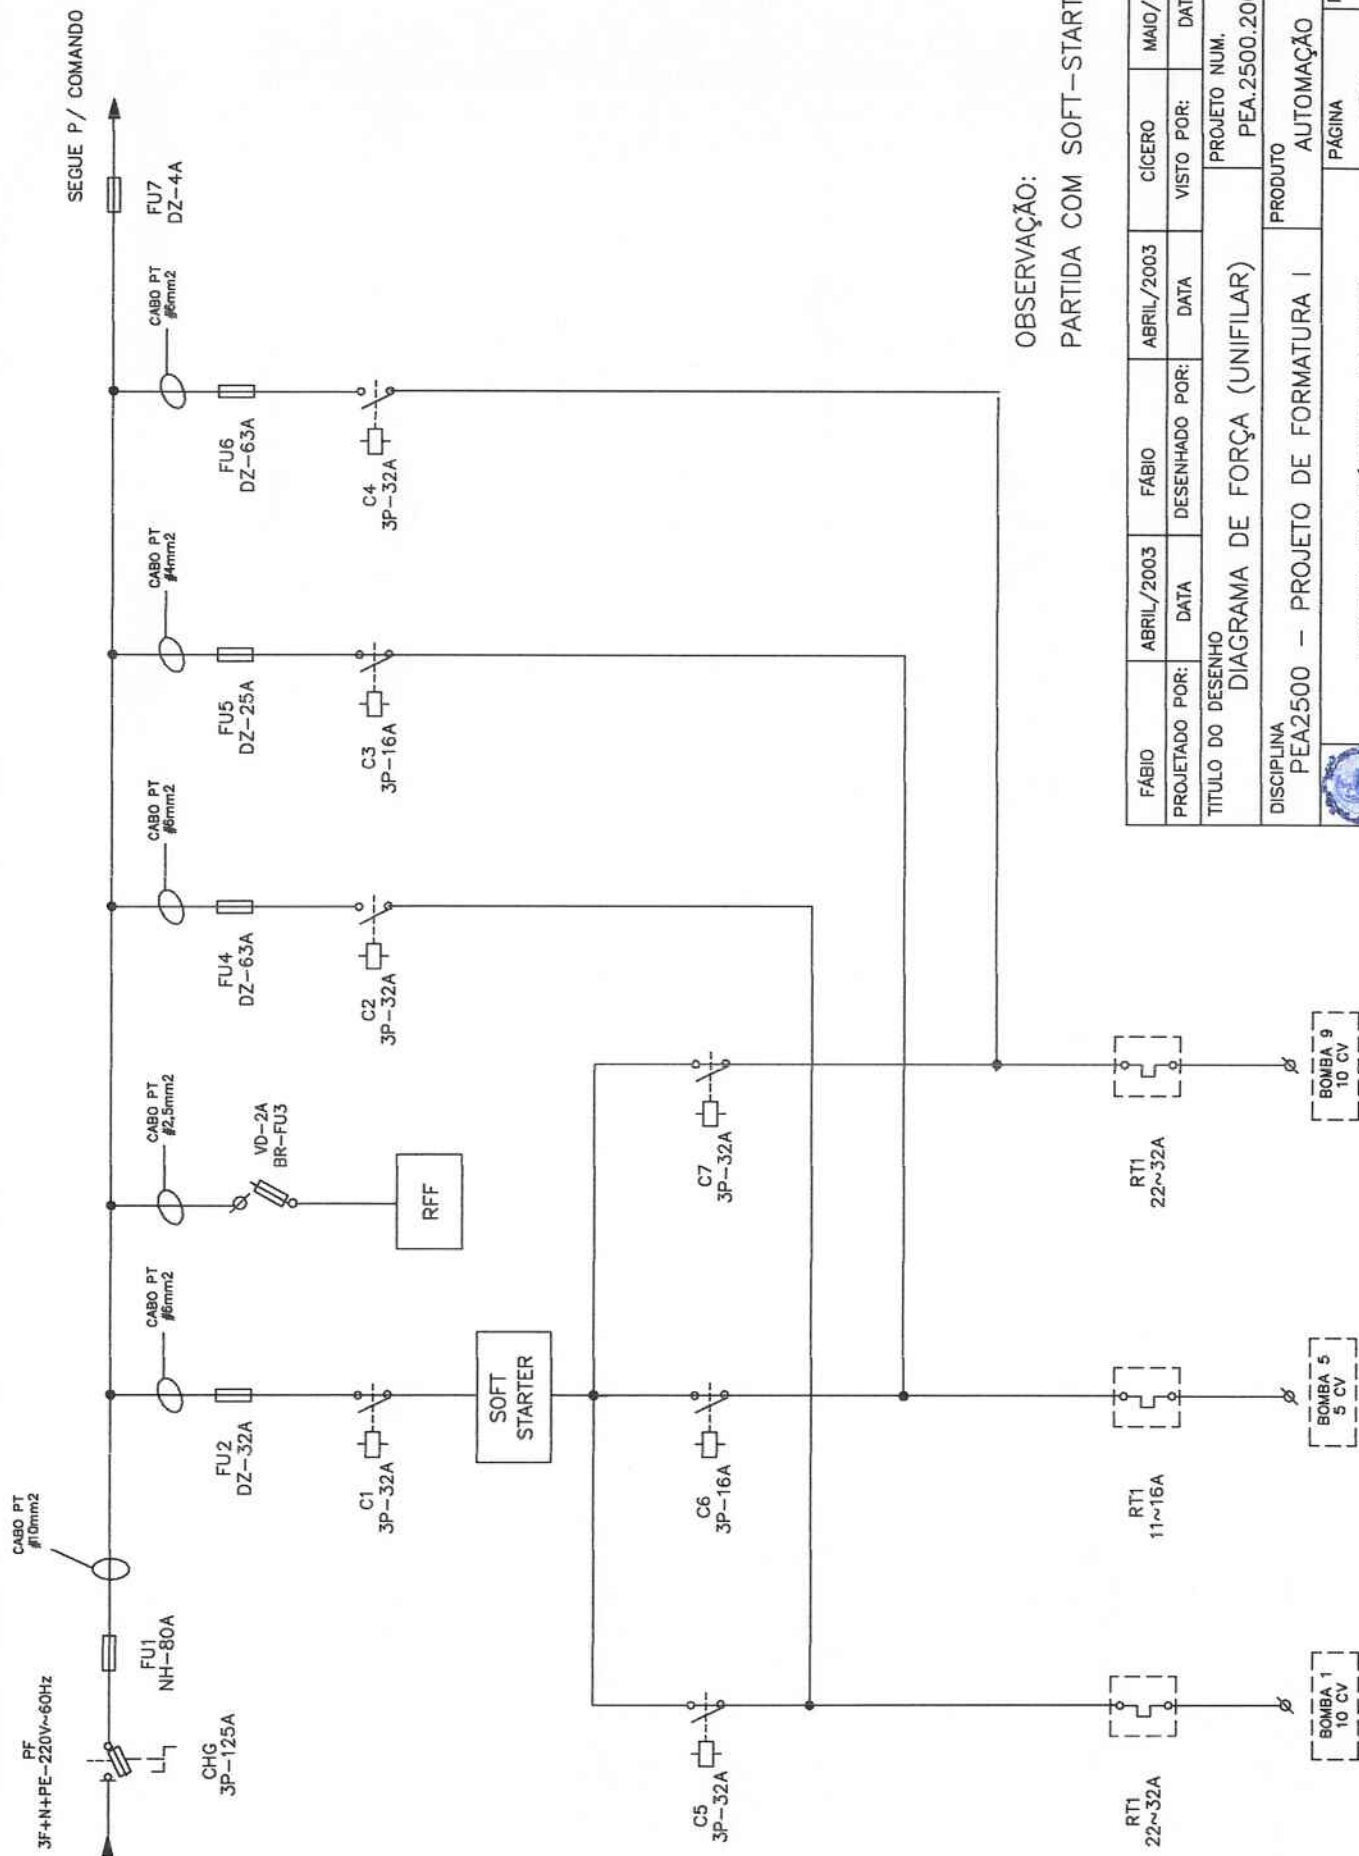 PF
3F+N+PE-220V~60Hz
CHG
3P-125A
FU1
NH-80A
CABO PT
#10mm2
CABO PT
#6mm2
FU2
DZ-32A
C1
3P-32A
SOFT
STARTER
CABO PT
#2,5mm2
VD-2A
BR-FU3
RFF
CABO PT
#6mm2
FU4
DZ-63A
C2
3P-32A
CABO PT
#4mm2
FU5
DZ-25A
C3
3P-16A
CABO PT
#6mm2
FU6
DZ-63A
C4
3P-32A
FU7
DZ-4A
SEGUE P/ COMANDO
C5
3P-32A
C6
3P-16A
C7
3P-32A
RT1
22~32A
RT1
11~16A
RT1
22~32A
BOMBA 1
10 CV
BOMBA 5
5 CV
BOMBA 9
10 CV
OBSERVAÇÃO:
PARTIDA COM SOFT-START
FÁBIO ABRIL/2003 FÁBIO ABRIL/2003 CÍCERO MAIO/
PROJETADO POR: DATA DESENHADO POR: DATA VISTO POR: DAT
TITULO DO DESENHO
DIAGRAMA DE FORÇA (UNIFILAR)
PROJETO NUM.
PEA.2500.20
DISCIPLINA
PEA2500 - PROJETO DE FORMATURA I
PRODUTO
AUTOMAÇÃO
PÁGINA